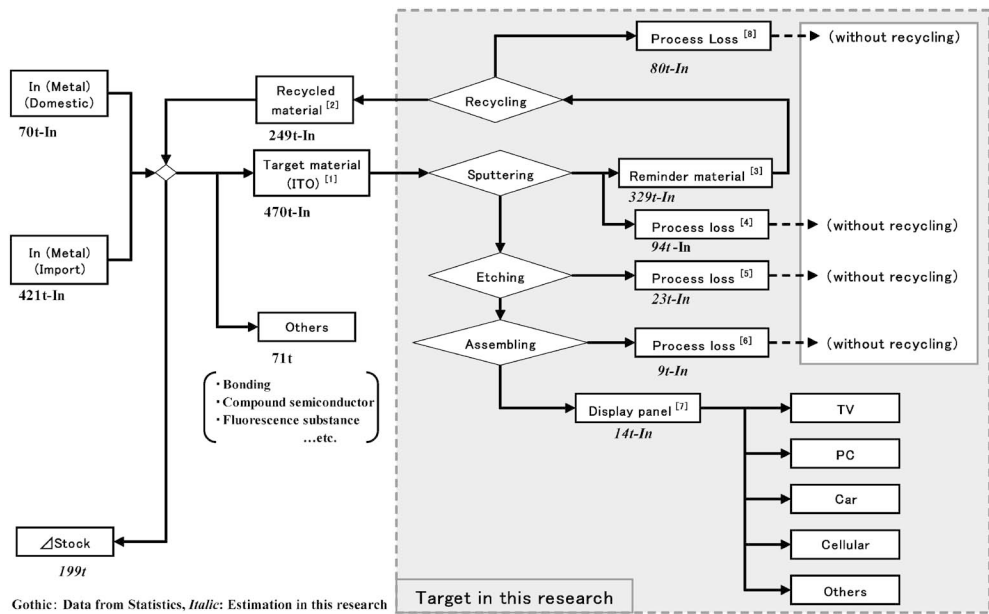 Process Loss [8]
(without recycling)
80t-In
In (Metal)
(Domestic)
70t-In
Recycled
material [2]
249t-In
Recycling
Target material
(ITO) [1]
470t-In
Sputtering
Reminder material [3]
329t-In
Process loss [4]
(without recycling)
94t-In
In (Metal)
(Import)
421t-In
Etching
Process loss [5]
(without recycling)
23t-In
Others
71t
Assembling
Process loss [6]
(without recycling)
9t-In
・Bonding
・Compound semiconductor
・Fluorescence substance
…etc.
Display panel [7]
14t-In
TV
PC
Car
Cellular
Others
⊿Stock
199t
Gothic: Data from Statistics, Italic: Estimation in this research
Target in this research